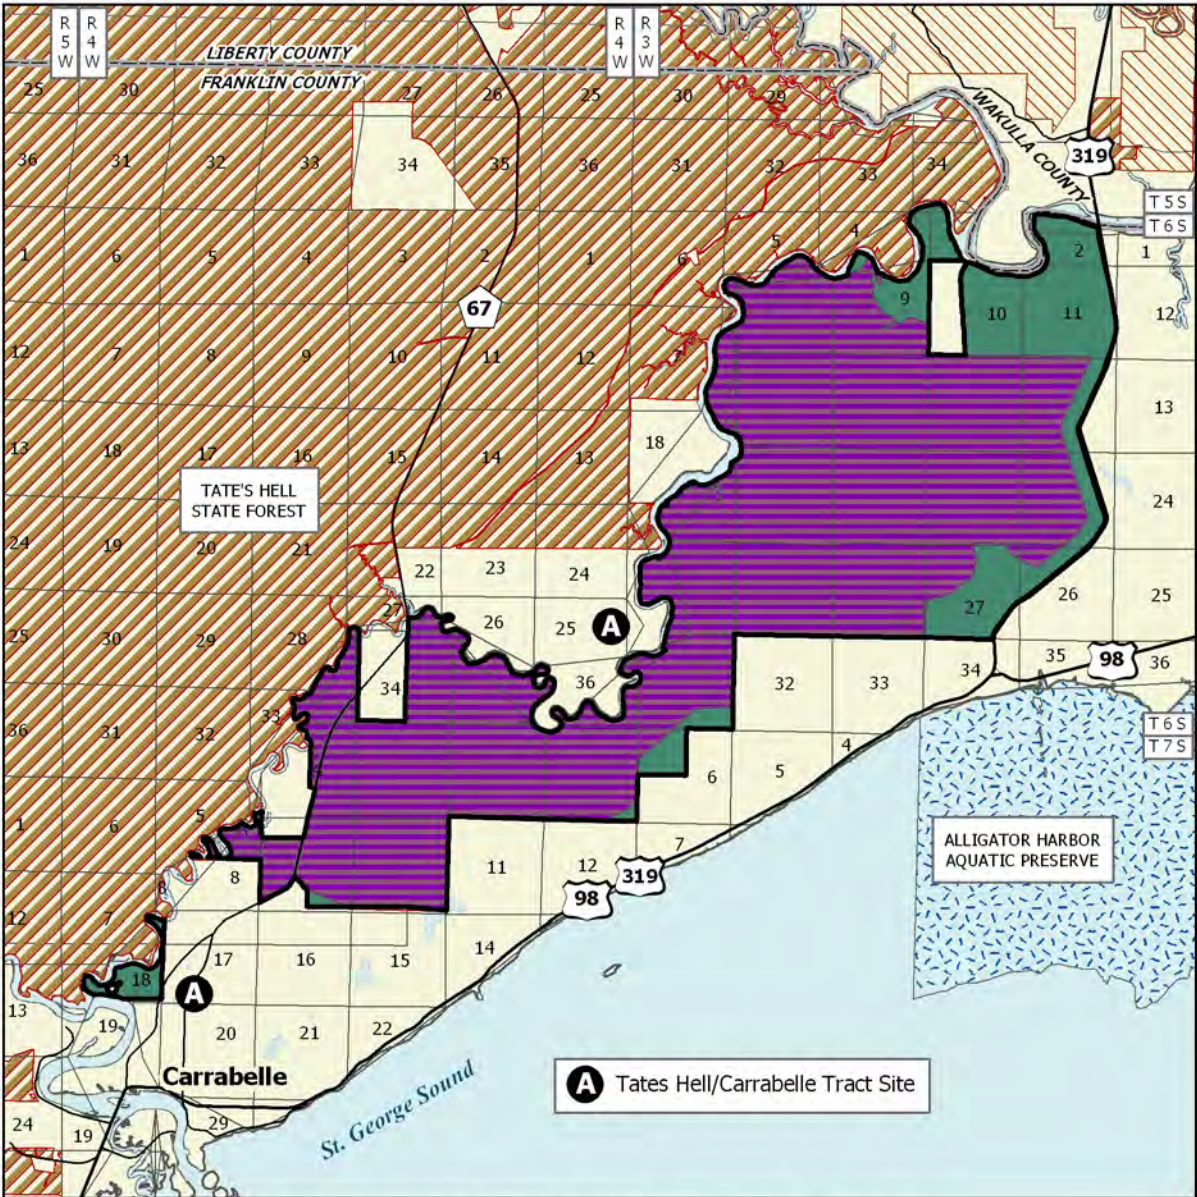 R R
5 4
W W
R R
4 3
W W
LIBERTY COUNTY
FRANKLIN COUNTY
25 30 27 26 25 30 29
WAKULLA COUNTY
319
36 31 32 33 34 35 36 31 32 33 34
T 5 S
T 6 S
1 6 5 4 3 2 1 6 5 4 2 1
67
9 10 11 12
12 7 8 9 10 11 12 7
13 18 17 16 15 14 13 18 13
TATE'S HELL
STATE FOREST
24 19 20 21 24
22 23 24
27 26 25 A 27 26 25
25 30 29 28
34 36 32 33 34 35 98 36
36 31 32 33
T 6 S
T 7 S
6 5 4
1 6 5
ALLIGATOR HARBOR
AQUATIC PRESERVE
8 8 11 12 7
98 319
12 7
17 16 15 14
18 A
13 19 20 21 22
Carrabelle
A Tates Hell/Carrabelle Tract Site
St. George Sound
24 19 29